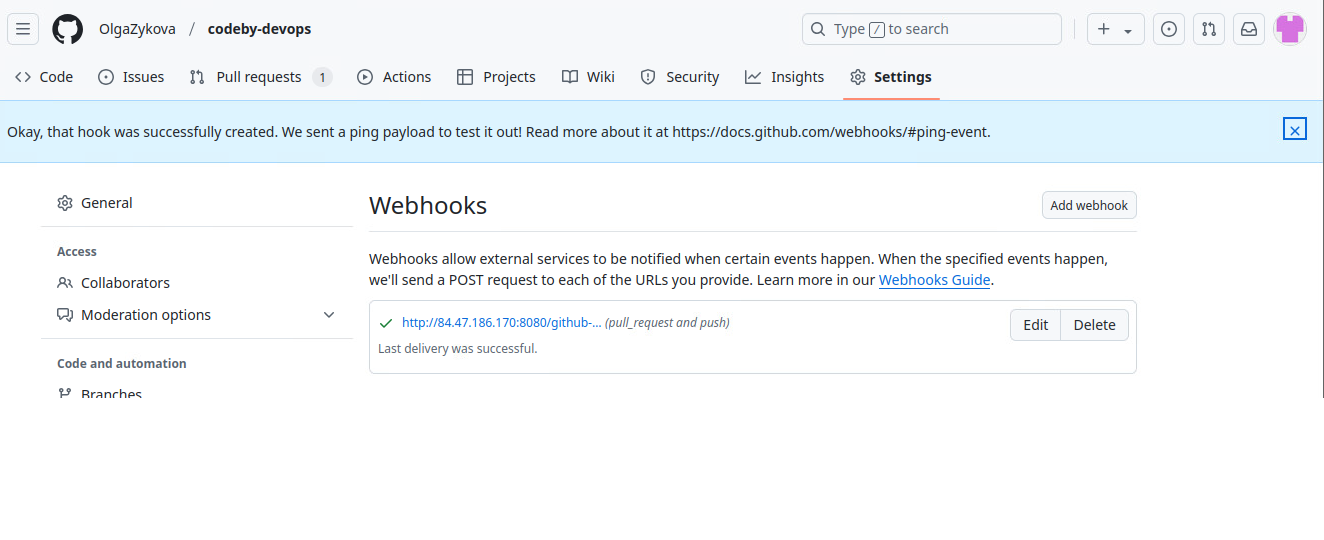 OlgaZykova / codeby-devops Type / to search
Code Issues Pull requests 1 Actions Projects Wiki Security Insights Settings
Okay, that hook was successfully created. We sent a ping payload to test it out! Read more about it at https://docs.github.com/webhooks/#ping-event.
General
Access
Collaborators
Moderation options
Code and automation
Branches
Webhooks Add webhook
Webhooks allow external services to be notified when certain events happen. When the specified events happen,
we'll send a POST request to each of the URLs you provide. Learn more in our Webhooks Guide.
http://84.47.186.170:8080/github-... (pull_request and push) Edit Delete
Last delivery was successful.